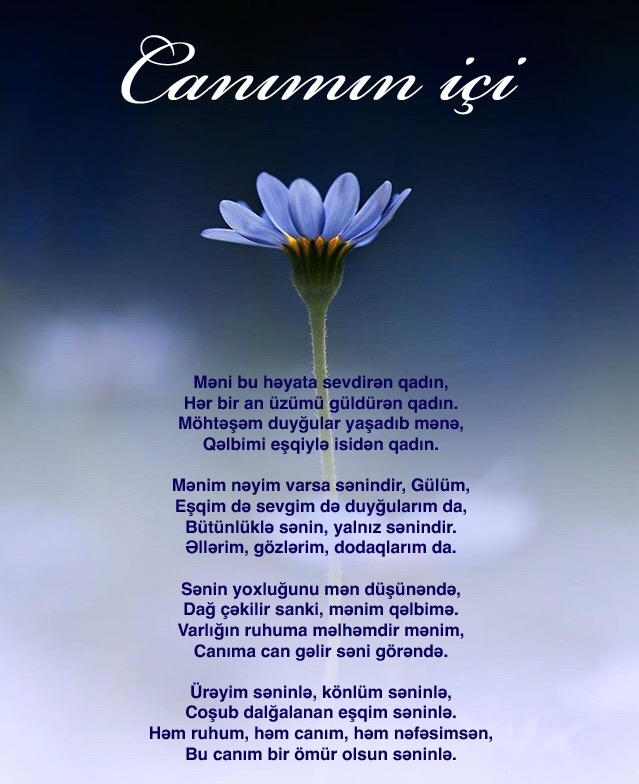 Canımın içi
Məni bu həyata sevdirən qadın,
Hər bir an üzümü güldürən qadın.
Möhtəşəm duyğular yaşadıb mənə,
Qəlbimi eşqiylə isidən qadın.
Mənim nəyim varsa sənindir, Gülüm,
Eşqim də sevgim də duyğularım da,
Bütünlüklə sənin, yalnız sənindir.
Əllərim, gözlərim, dodaqlarım da.
Sənin yoxluğunu mən düşünəndə,
Dağ çəkilir sanki, mənim qəlbimə.
Varlığın ruhuma məlhəmdir mənim,
Canıma can gəlir səni görəndə.
Ürəyim səninlə, könlüm səninlə,
Coşub dalğalanan eşqim səninlə.
Həm ruhum, həm canım, həm nəfəsimsən,
Bu canım bir ömür olsun səninlə.